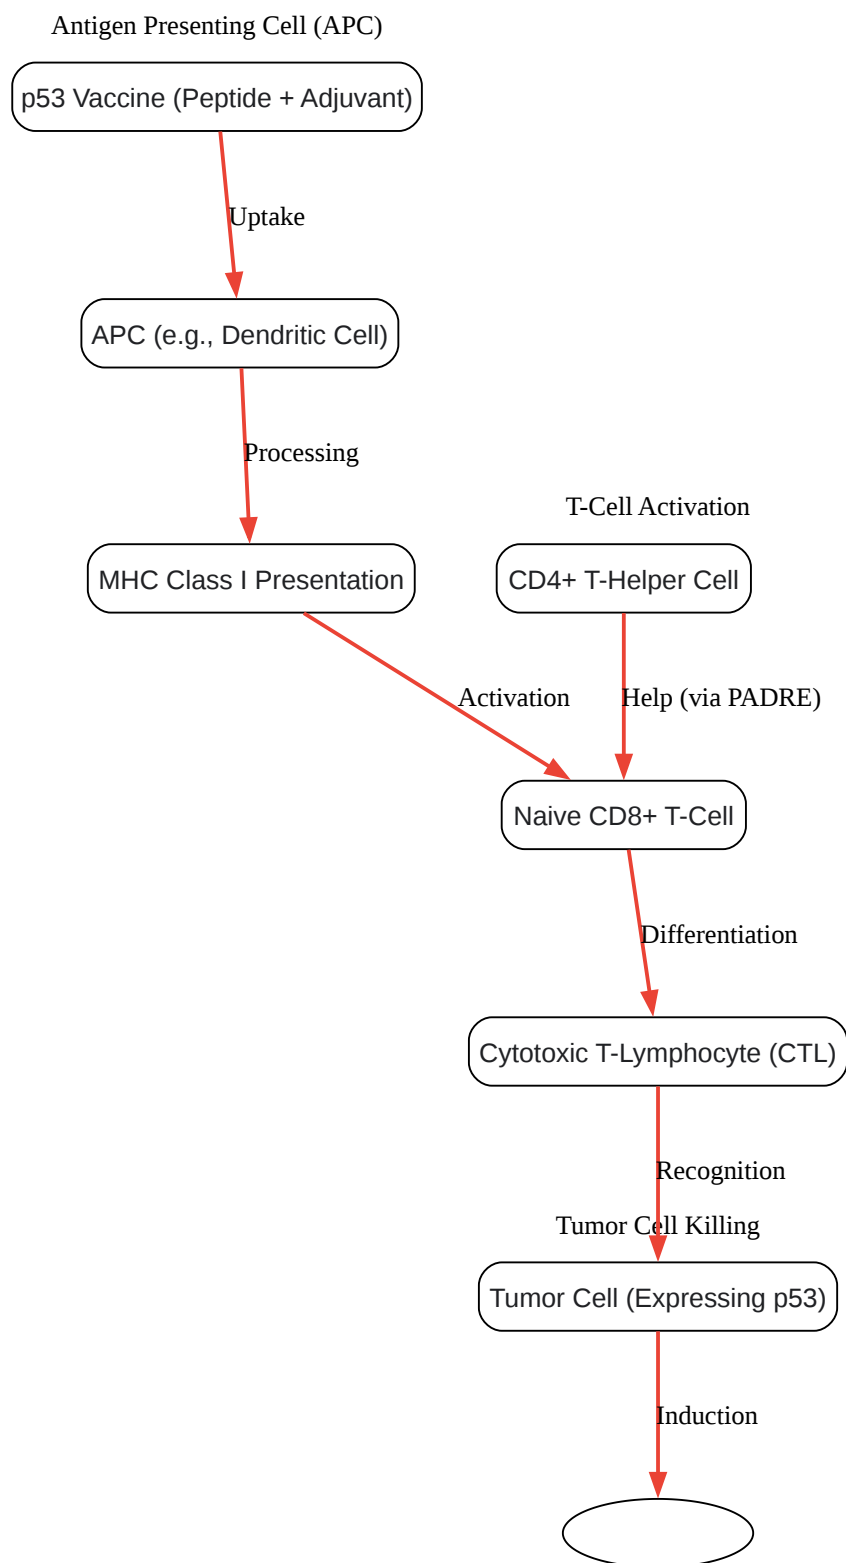 Antigen Presenting Cell (APC)
p53 Vaccine (Peptide + Adjuvant)
Uptake
APC (e.g., Dendritic Cell)
Processing
T-Cell Activation
MHC Class I Presentation
CD4+ T-Helper Cell
Activation
Help (via PADRE)
Naive CD8+ T-Cell
Differentiation
Cytotoxic T-Lymphocyte (CTL)
Recognition
Tumor Cell Killing
Tumor Cell (Expressing p53)
Induction